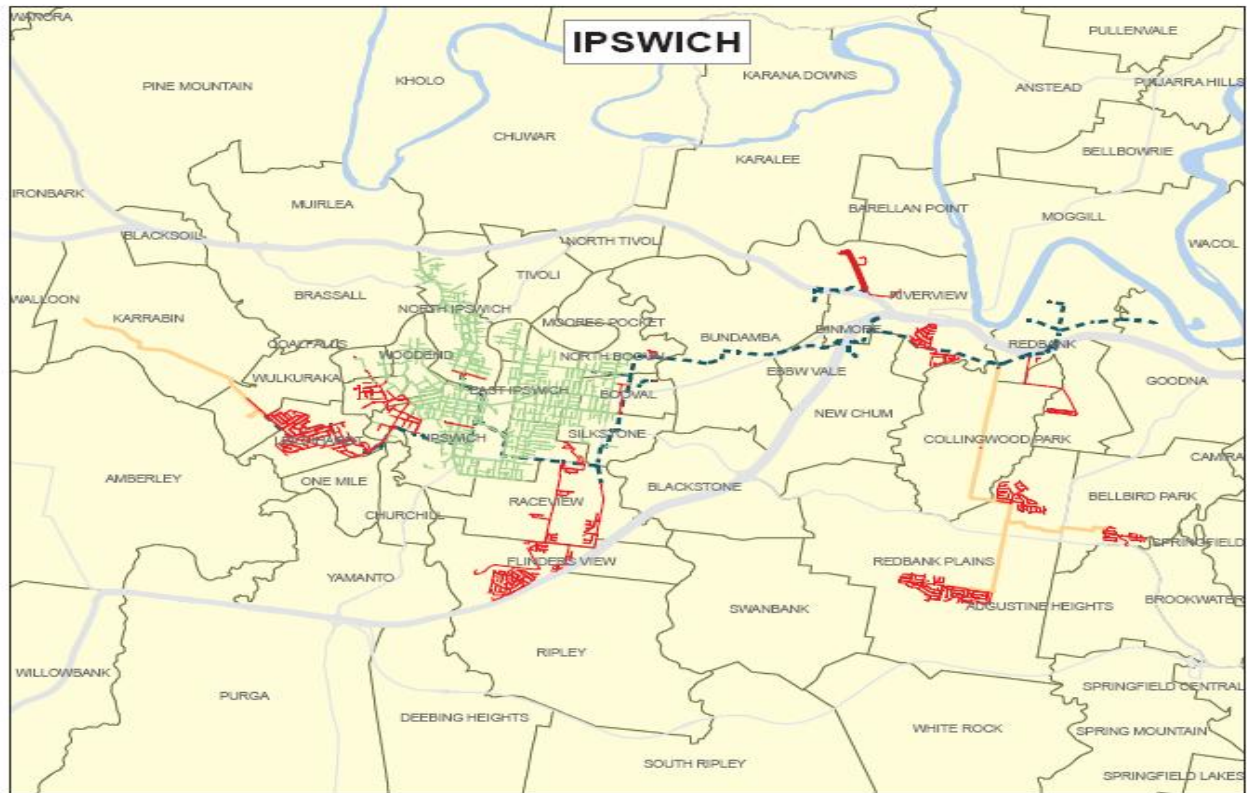 WANORA
IPSWICH
PULLENVALE
KHOLO
KARANA DOWNS
PINJARRA HILLS
PINE MOUNTAIN
ANSTEAD
CHUWAR
BELLBOWRIE
KARALEE
IRONBARK
MUIRLEA
BARELLAN POINT
MOGGILL
BLACKSOIL
NORTH TIVOLI
WACOL
TIVOLI
WALLOON
BRASSALL
RIVERVIEW
NORTH IPSWICH
KARRABIN
MOORES POCKET
BUNDAMBA
DINMORE
REDBANK
COALFALLS
WOODEND
NORTH BOOVAL
EBBW VALE
WULKURAKA
EAST IPSWICH
BOOVAL
GOODNA
NEW CHUM
LEICHHARDT
IPSWICH
SILKSTONE
COLLINGWOOD PARK
CAMIRA
AMBERLEY
ONE MILE
BLACKSTONE
BELLBIRD PARK
RACEVIEW
CHURCHILL
SPRINGFIELD
FLINDERS VIEW
REDBANK PLAINS
YAMANTO
BROOKWATER
SWANBANK
AUGUSTINE HEIGHTS
RIPLEY
WILLOWBANK
SPRINGFIELD CENTRAL
PURGA
DEEBING HEIGHTS
WHITE ROCK
SPRING MOUNTAIN
SOUTH RIPLEY
SPRINGFIELD LAKES